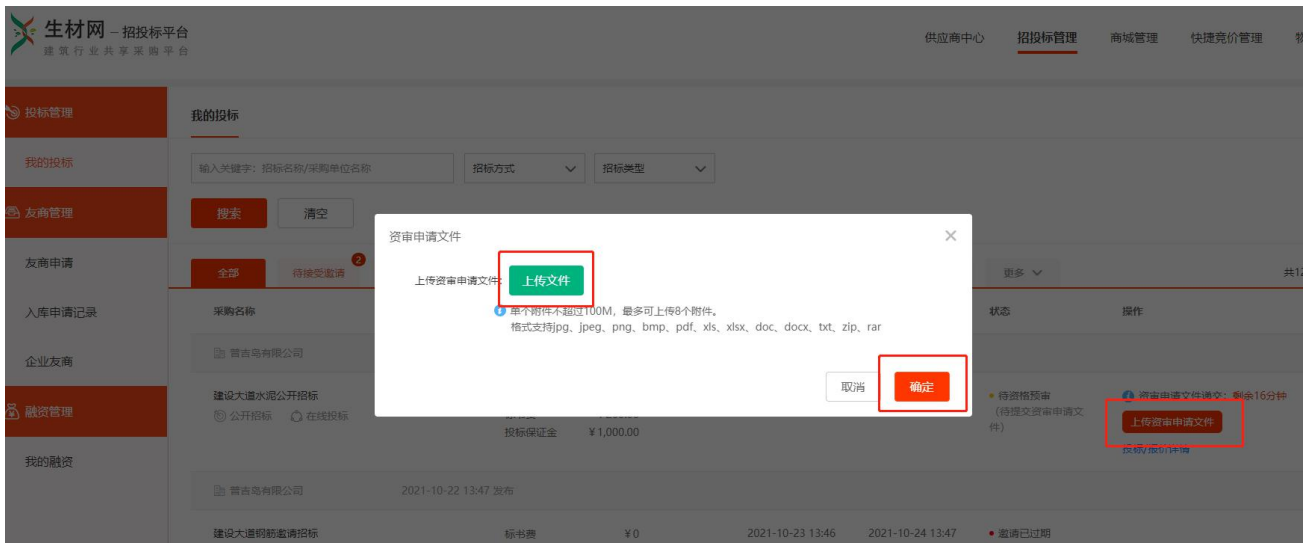 生材网 – 招投标平台
建筑行业共享采购平台
供应商中心 招投标管理 商城管理 快捷竞价管理
投标管理
我的投标
我的投标
输入关键字：招标名称/采购单位名称 招标方式 招标类型
友商管理
搜索 清空
资审申请文件
友商申请
全部 待接受邀请 2
上传资审申请文件: 上传文件
更多
共12
单个附件不超过100M，最多可上传8个附件。
格式支持jpg、jpeg、png、bmp、pdf、xls、xlsx、doc、docx、txt、zip、rar
入库申请记录
采购名称 状态 操作
企业友商
普吉岛有限公司
取消 确定
建设大道水泥公开招标
公开招标 在线投标
投标保证金 ¥1,000.00
待资格预审
(待提交资审申请文件)
资审申请文件递交：剩余16分钟
上传资审申请文件
投标/报价详情
融资管理
我的融资
普吉岛有限公司 2021-10-22 13:47 发布
建设大道钢筋邀请招标 标书费 ¥0 2021-10-23 13:46 2021-10-24 13:47 邀请已过期